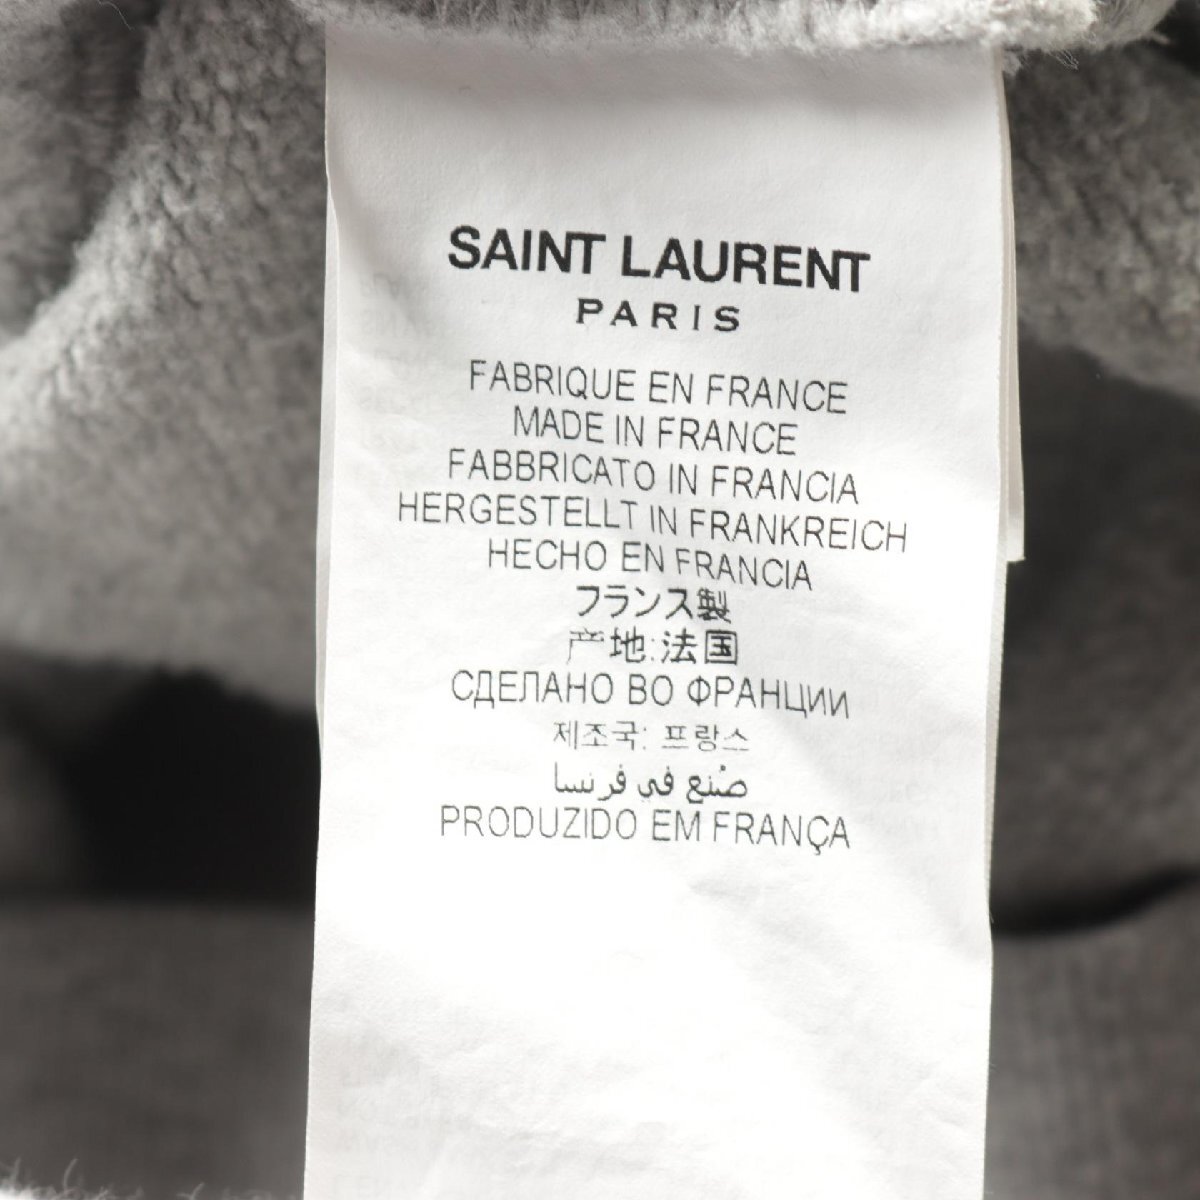 SAINT LAURENT
PARIS
FABRIQUE EN FRANCE
MADE IN FRANCE
FABBRICATO IN FRANCIA
HERGESTELLT IN FRANKREICH
HECHO EN FRANCIA
フランス製
产地:法国
СДЕЛАНО ВО ФРАНЦИИ
제조국: 프랑스
صْنع في فرنسا
PRODUZIDO EM FRANÇA